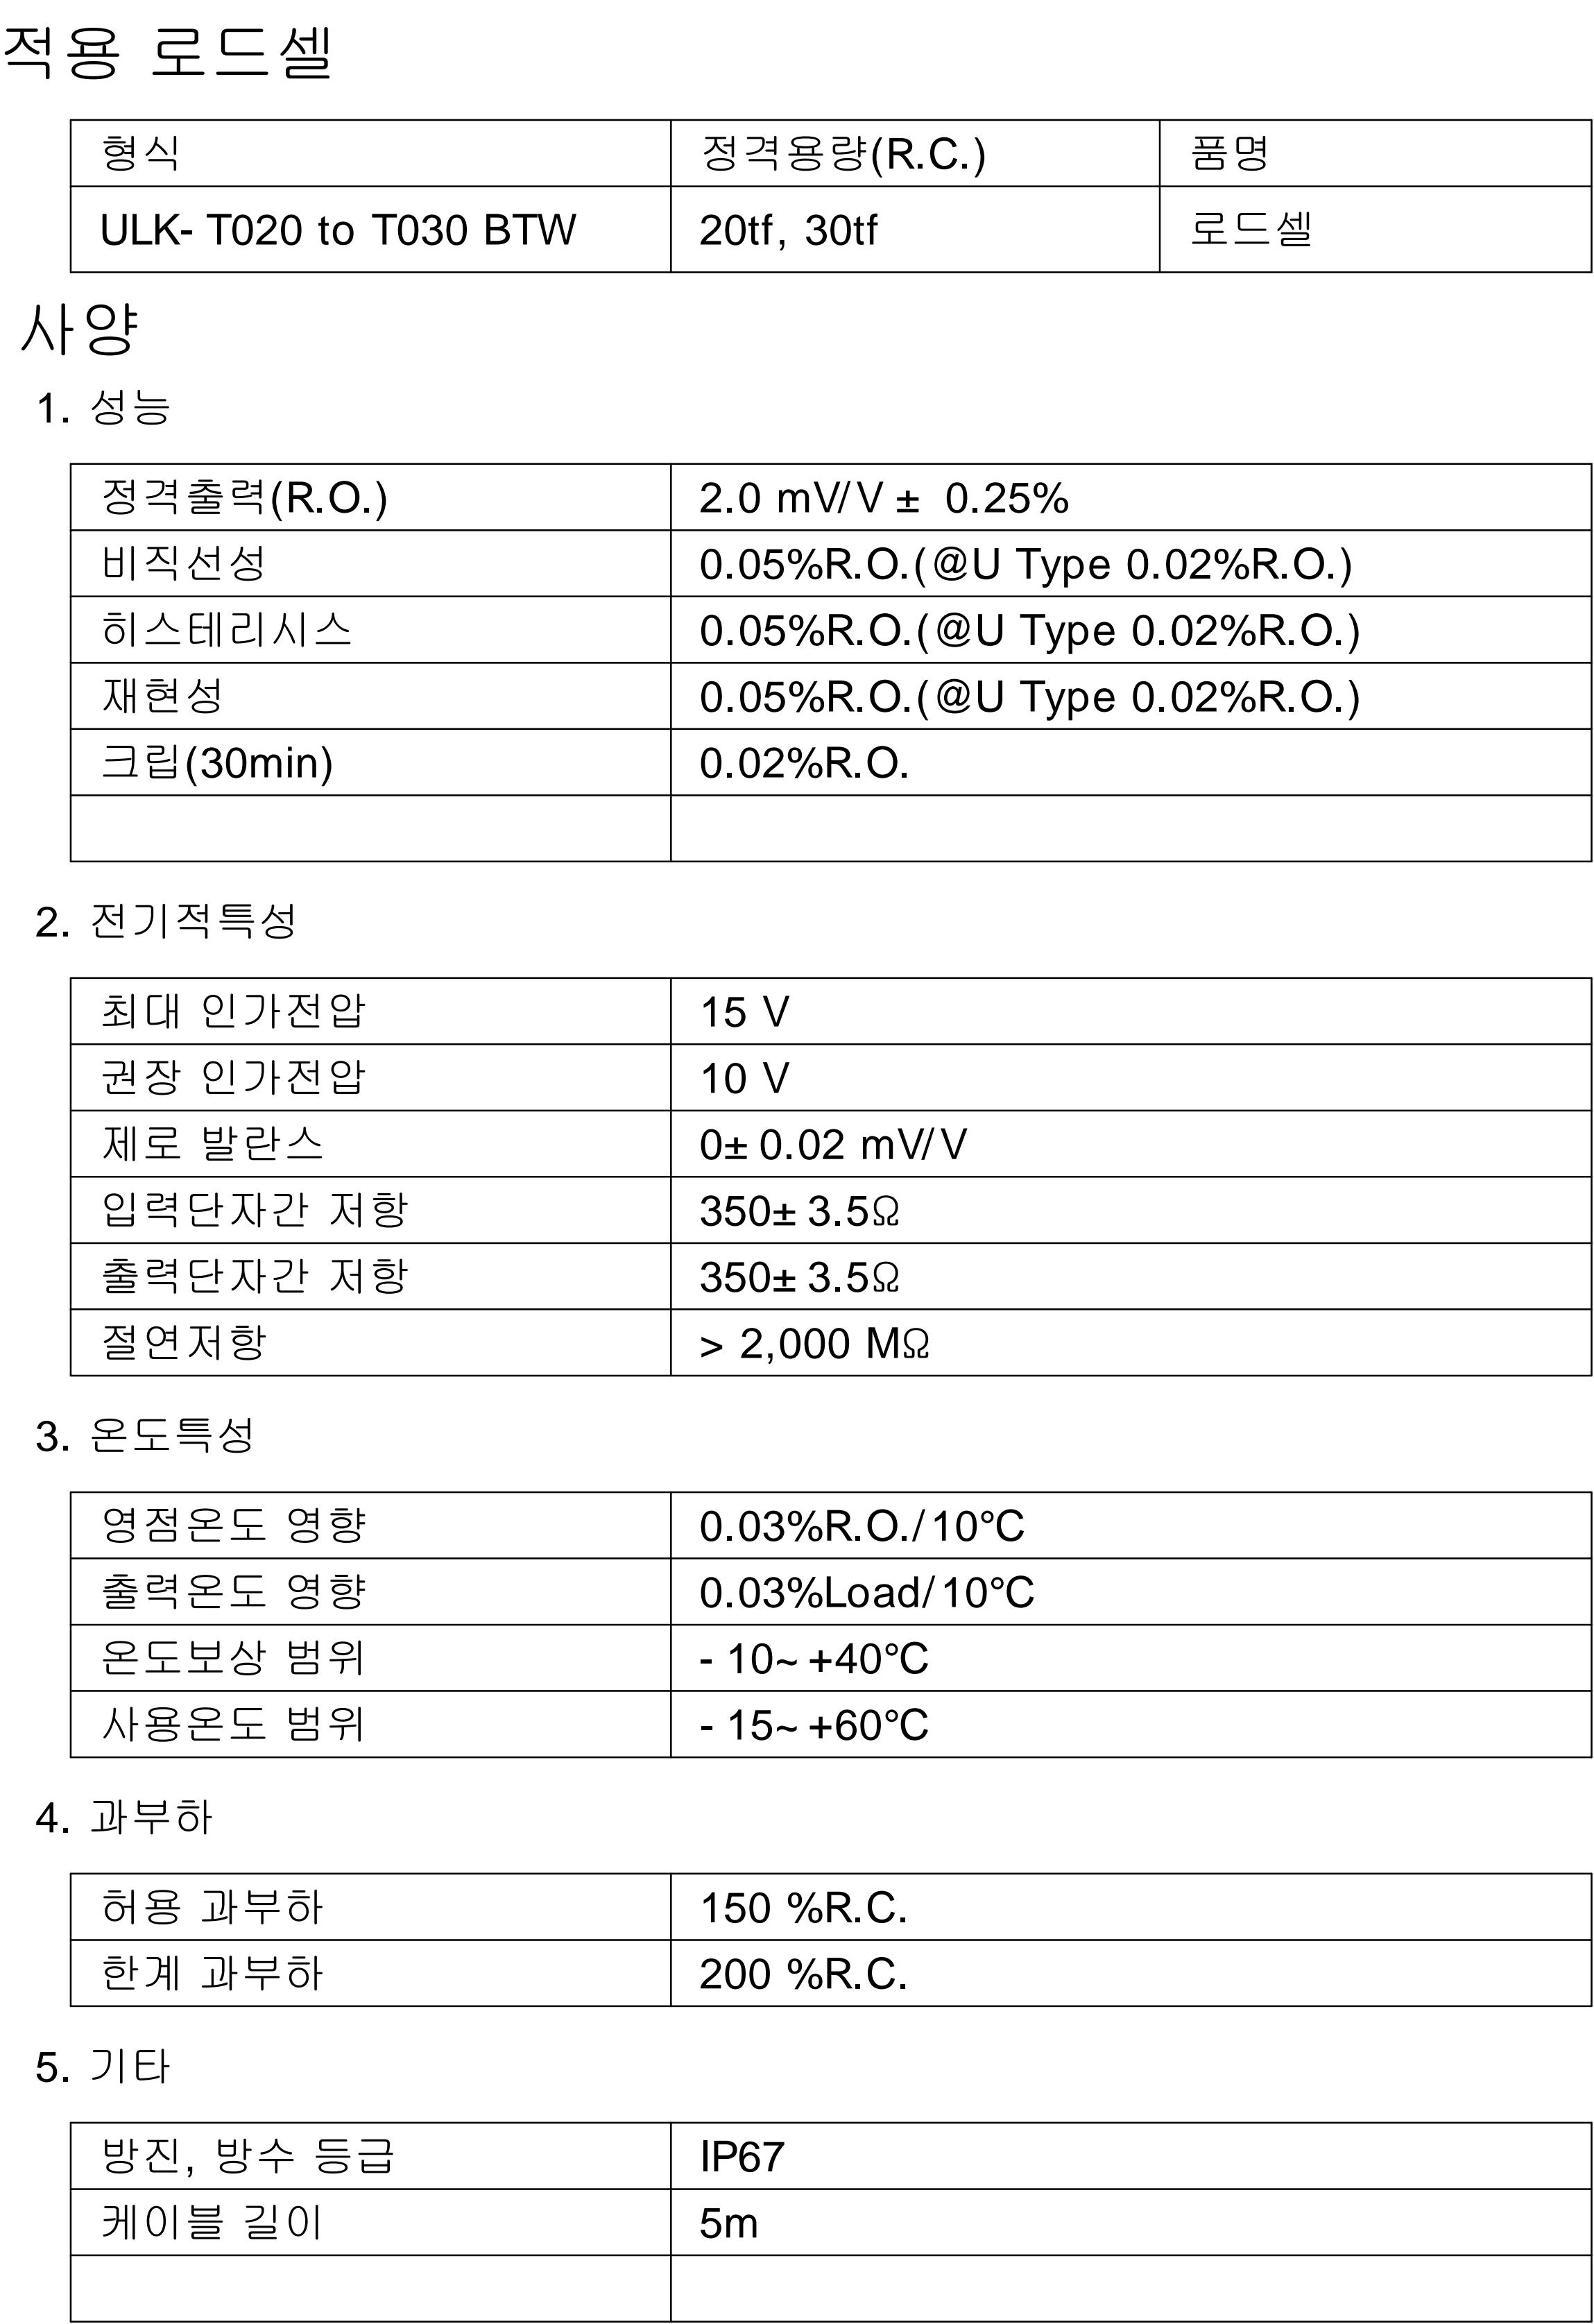 적용 로드셀
형식 정격용량(R.C.) 품명
ULK- T020 to T030 BTW 20tf, 30tf 로드셀
사양
1. 성능
정격출력(R.O.) 2.0 mV/V ± 0.25%
비직선성 0.05%R.O.(@U Type 0.02%R.O.)
히스테리시스 0.05%R.O.(@U Type 0.02%R.O.)
재현성 0.05%R.O.(@U Type 0.02%R.O.)
크립(30min) 0.02%R.O.
2. 전기적특성
최대 인가전압 15 V
권장 인가전압 10 V
제로 발란스 0± 0.02 mV/V
입력단자간 저항 350± 3.5Ω
출력단자간 저항 350± 3.5Ω
절연저항 > 2,000 MΩ
3. 온도특성
영점온도 영향 0.03%R.O./10°C
출력온도 영향 0.03%Load/10°C
온도보상 범위 - 10~ +40°C
사용온도 범위 - 15~ +60°C
4. 과부하
허용 과부하 150 %R.C.
한계 과부하 200 %R.C.
5. 기타
방진, 방수 등급 IP67
케이블 길이 5m